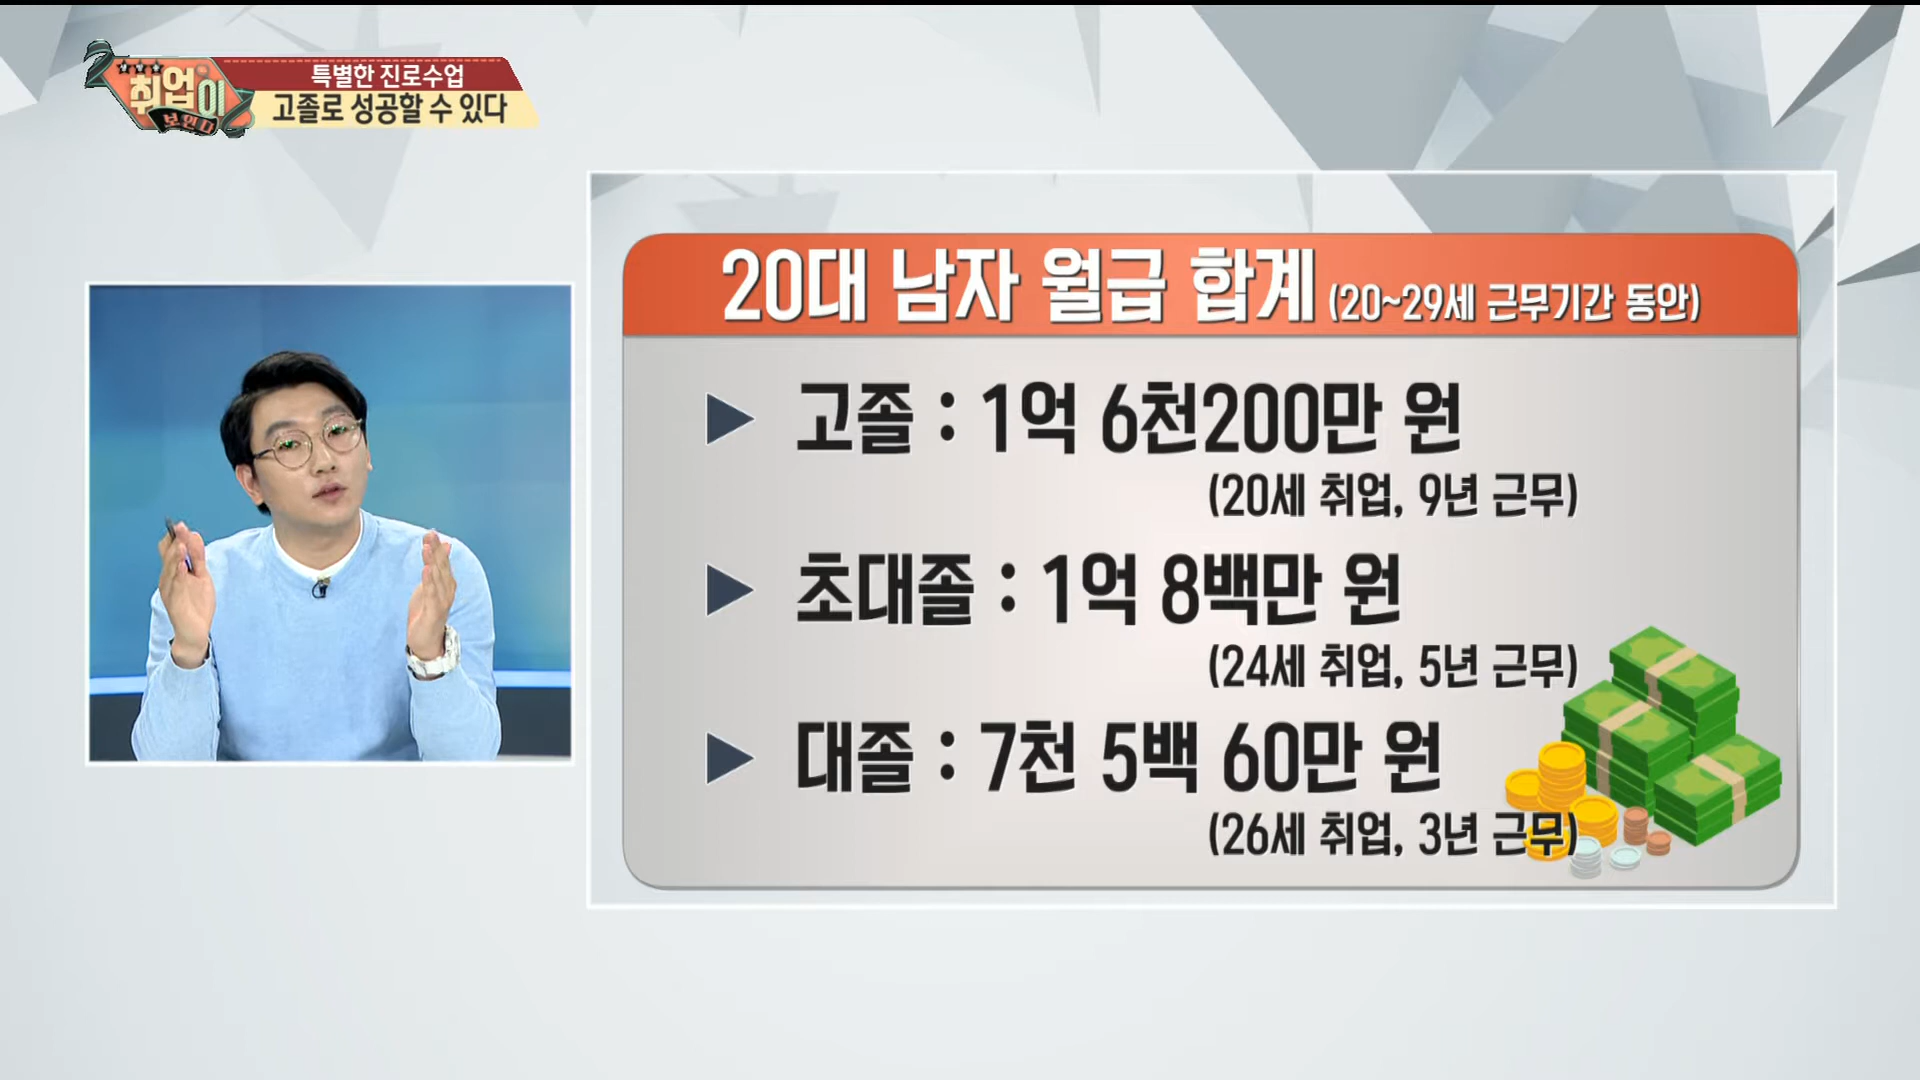 취업이
보인다
특별한 진로수업
고졸로 성공할 수 있다
20대 남자 월급 합계 (20~29세 근무기간 동안)
▶ 고졸 : 1억 6천200만 원
(20세 취업, 9년 근무)
▶ 초대졸 : 1억 8백만 원
(24세 취업, 5년 근무)
▶ 대졸 : 7천 5백 60만 원
(26세 취업, 3년 근무)